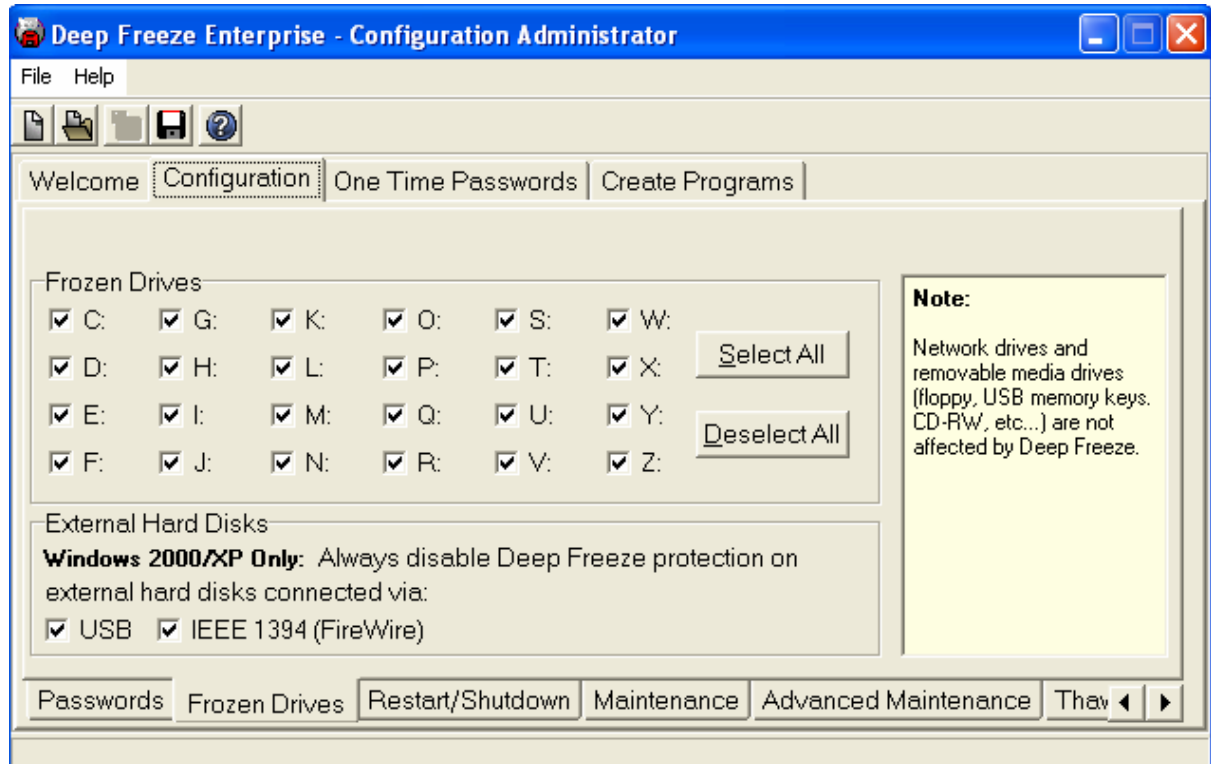 Deep Freeze Enterprise - Configuration Administrator
File Help
Welcome Configuration One Time Passwords Create Programs
Frozen Drives
C: G: K: O: S: W:
D: H: L: P: T: X:
E: I: M: Q: U: Y:
F: J: N: R: V: Z:
Select All
Deselect All
Note:
Network drives and
removable media drives
(floppy, USB memory keys.
CD-RW, etc...) are not
affected by Deep Freeze.
External Hard Disks
Windows 2000/XP Only: Always disable Deep Freeze protection on
external hard disks connected via:
USB IEEE 1394 (FireWire)
Passwords Frozen Drives Restart/Shutdown Maintenance Advanced Maintenance